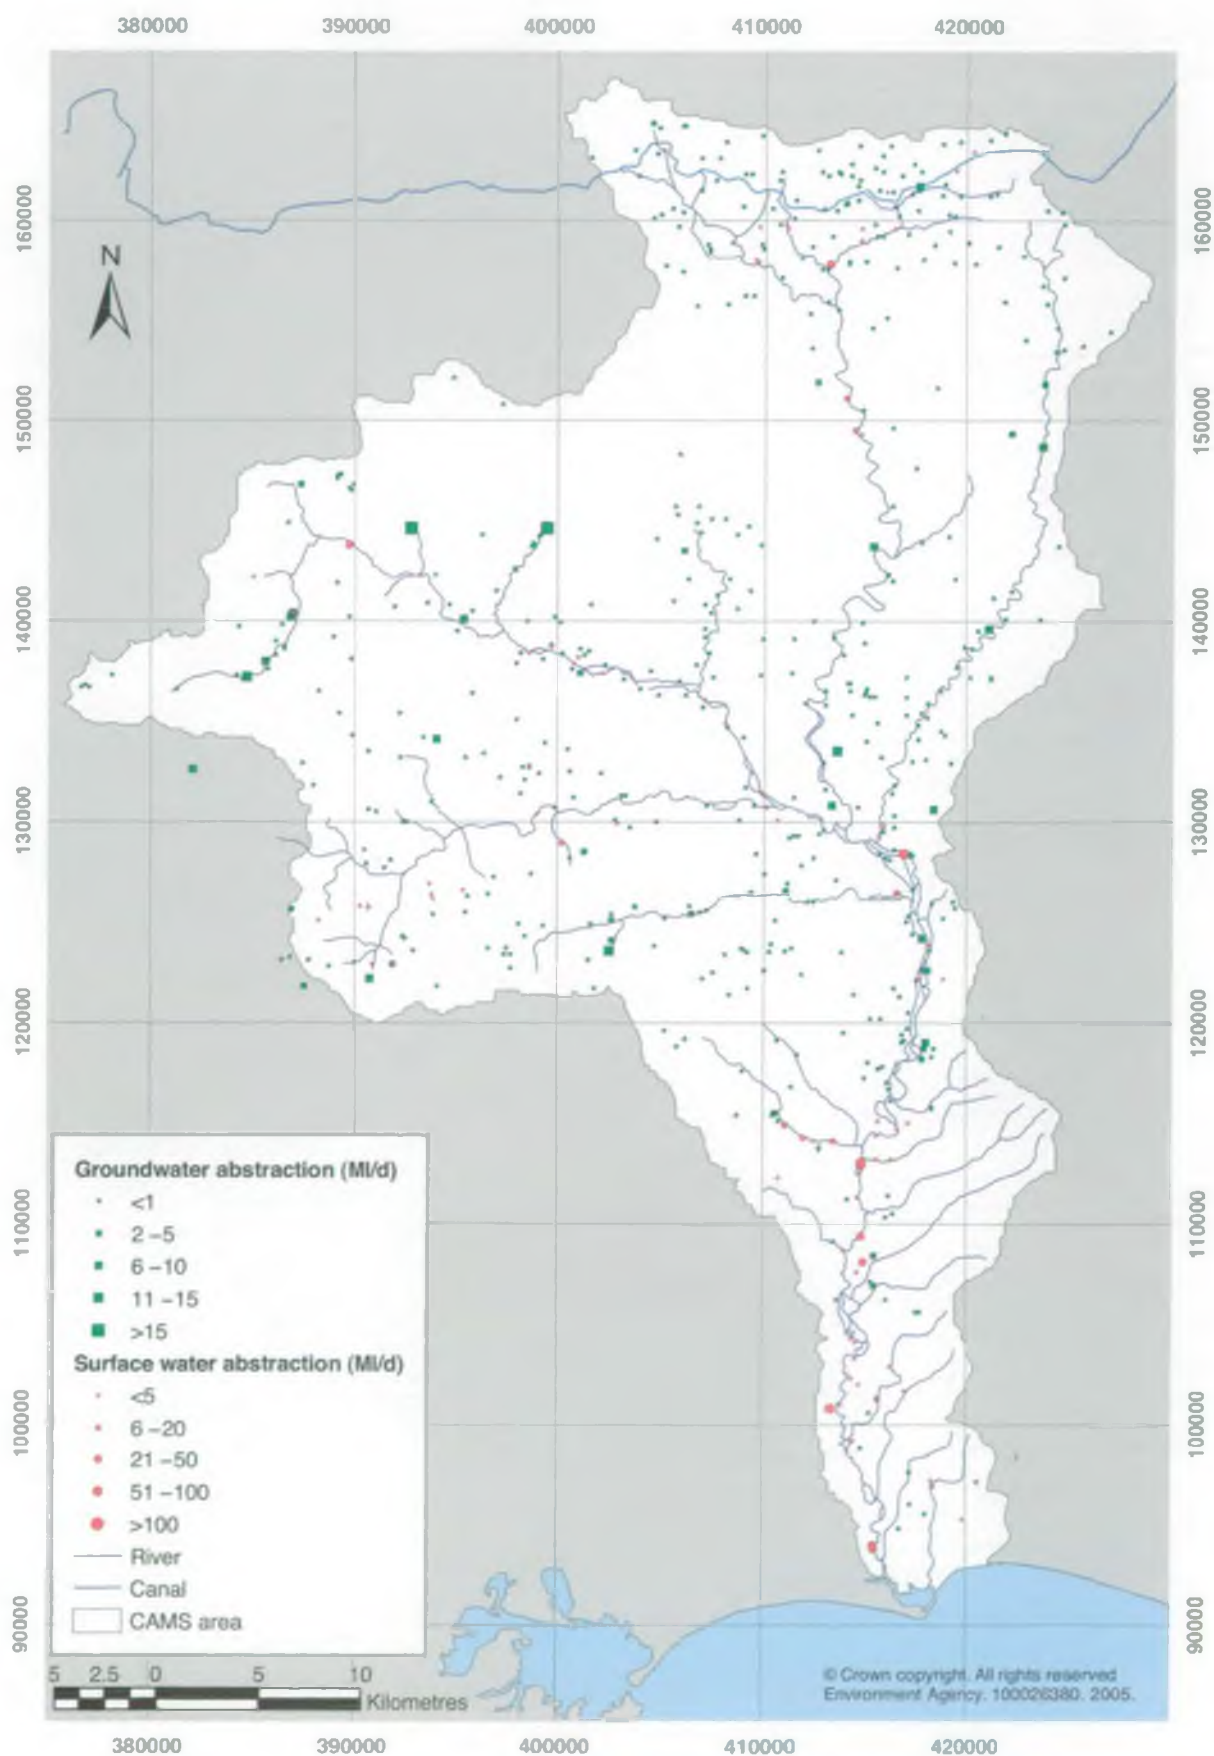 380000 390000 400000 410000 420000
160000 160000
N
150000 150000
140000 140000
130000 130000
120000 120000
Groundwater abstraction (Ml/d)
<1
2 –5
6 –10
11 –15
>15
Surface water abstraction (Ml/d)
<5
6 –20
21 –50
51 –100
>100
River
Canal
CAMS area
110000 110000
100000 100000
90000 90000
5 2.5 0 5 10
Kilometres
© Crown copyright. All rights reserved
Environment Agency. 100026380. 2005.
380000 390000 400000 410000 420000